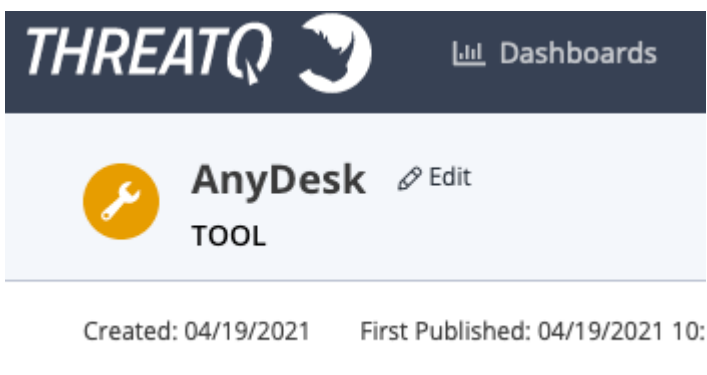 THREATQ Dashboards
AnyDesk Edit
TOOL
Created: 04/19/2021 First Published: 04/19/2021 10: